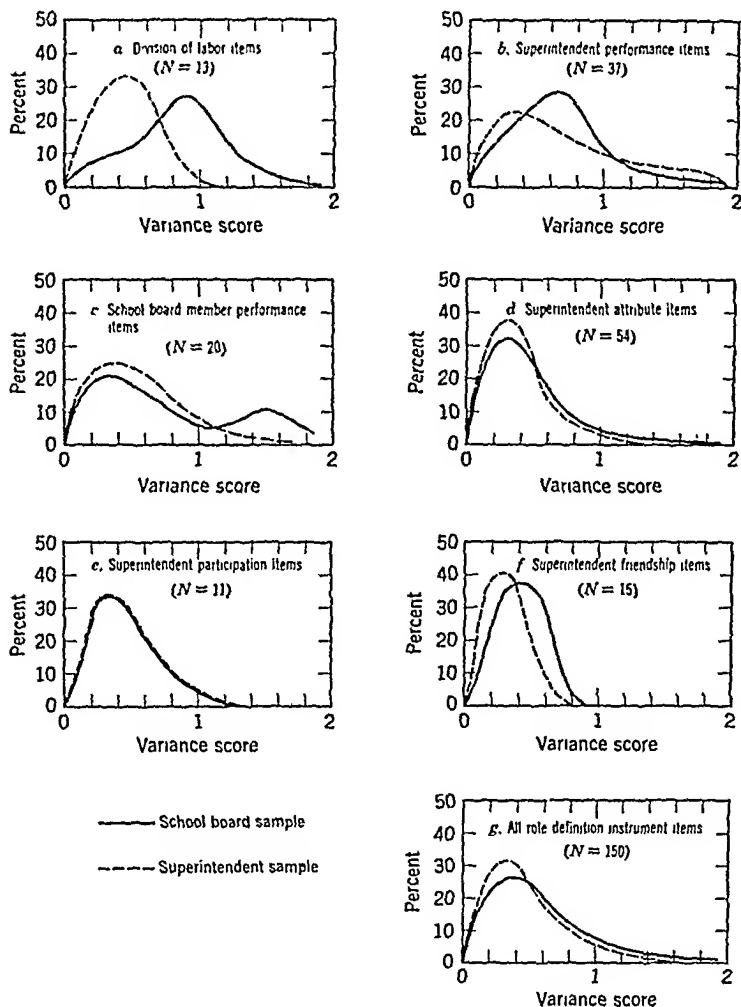 a. Division of labor items
(N = 13)
50
40
30
20
10
0
Percent
0
1
2
Variance score
b. Superintendent performance items
(N = 37)
50
40
30
20
10
0
Percent
0
1
2
Variance score
c School board member performance
items
(N = 20)
50
40
30
20
10
0
Percent
0
1
2
Variance score
d Superintendent attribute items
(N = 54)
50
40
30
20
10
0
Percent
0
1
2
Variance score
e. Superintendent participation items
(N = 11)
50
40
30
20
10
0
Percent
0
1
2
Variance score
f Superintendent friendship items
(N = 15)
50
40
30
20
10
0
Percent
0
1
2
Variance score
School board sample
Superintendent sample
g. All role definition instrument items
(N = 150)
50
40
30
20
10
0
Percent
0
1
2
Variance score